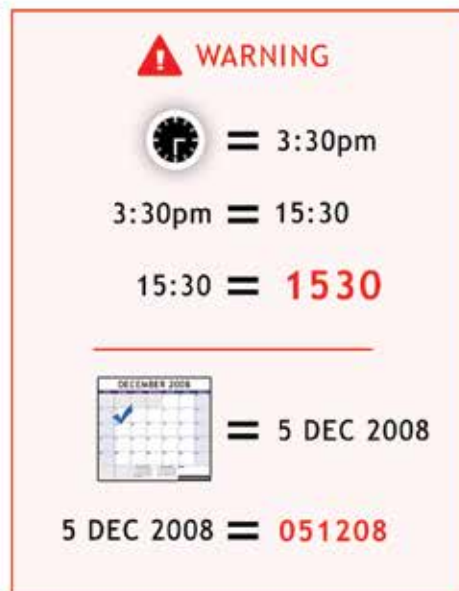 WARNING
= 3:30pm
3:30pm = 15:30
15:30 = 1530
DECEMBER 2008
= 5 DEC 2008
5 DEC 2008 = 051208